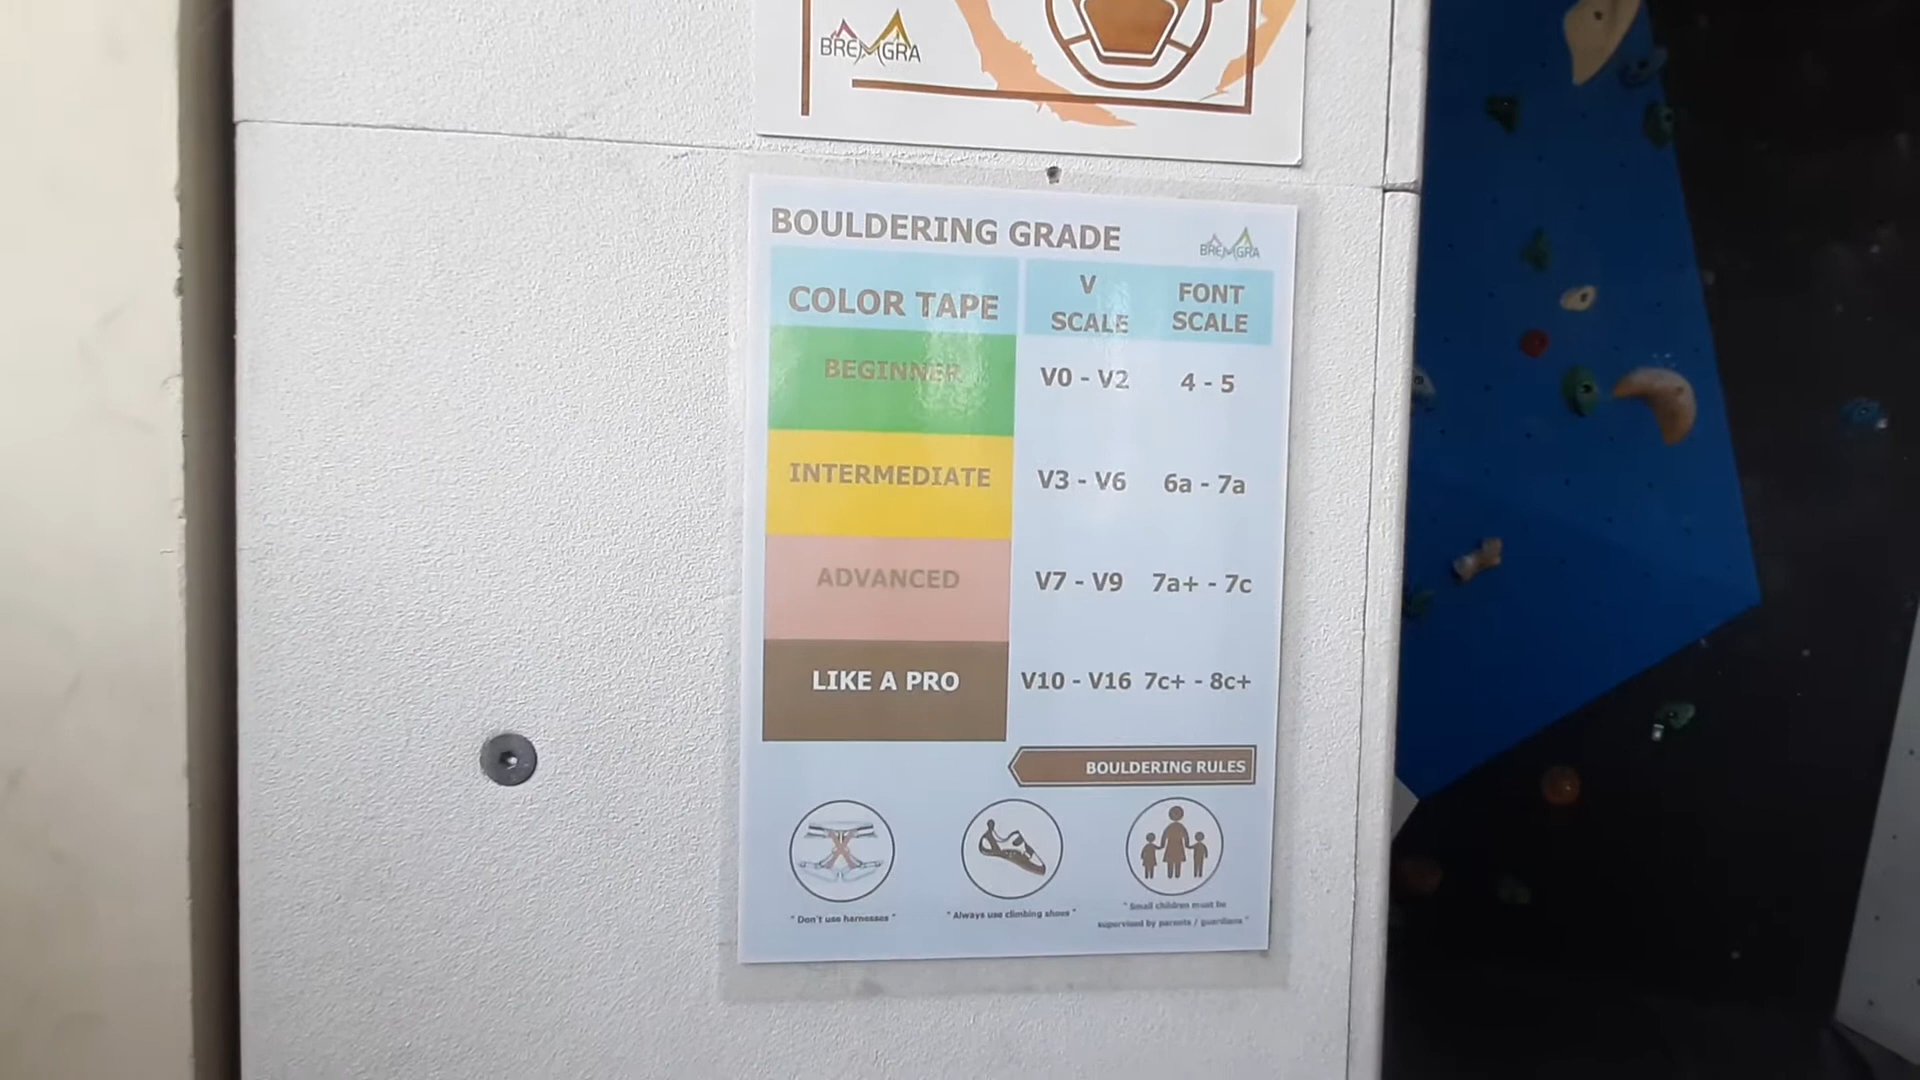 BREMGRA
BOULDERING GRADE
BREMGRA
COLOR TAPE
V
SCALE
FONT
SCALE
BEGINNER
V0 - V2
4 - 5
INTERMEDIATE
V3 - V6
6a - 7a
ADVANCED
V7 - V9
7a+ - 7c
LIKE A PRO
V10 - V16
7c+ - 8c+
BOULDERING RULES
" Don't use harnesses "
" Always use climbing shoes "
" Small children must be
supervised by parents / guardians "